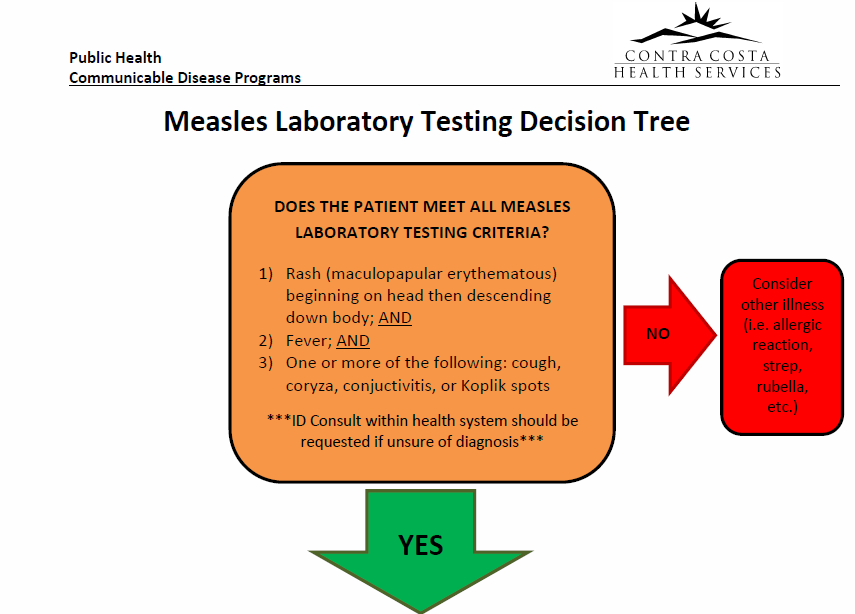 CONTRA COSTA
HEALTH SERVICES
Public Health
Communicable Disease Programs
Measles Laboratory Testing Decision Tree
DOES THE PATIENT MEET ALL MEASLES
LABORATORY TESTING CRITERIA?
1) Rash (maculopapular erythematous)
beginning on head then descending
down body; AND
2) Fever; AND
3) One or more of the following: cough,
coryza, conjuctivitis, or Koplik spots
***ID Consult within health system should be
requested if unsure of diagnosis***
NO
Consider
other illness
(i.e. allergic
reaction,
strep,
rubella,
etc.)
YES